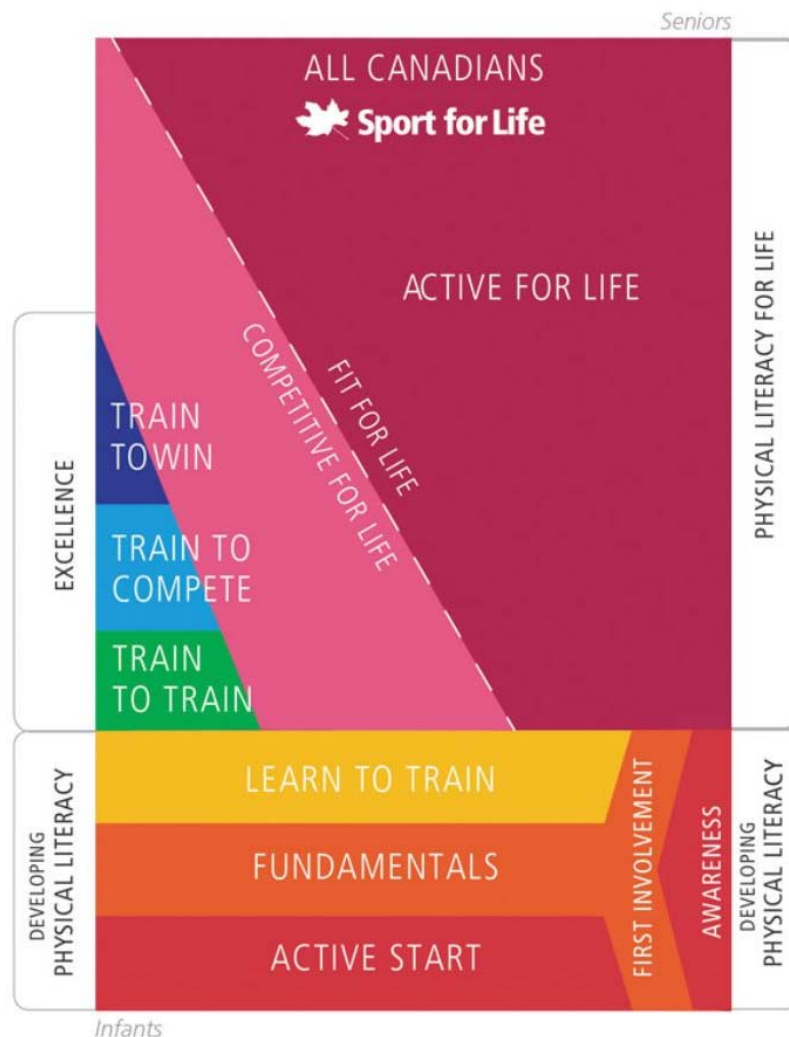 Seniors
ALL CANADIANS
Sport for Life
ACTIVE FOR LIFE
FIT FOR LIFE
COMPETITIVE FOR LIFE
PHYSICAL LITERACY FOR LIFE
EXCELLENCE
TRAIN
TO WIN
TRAIN TO
COMPETE
TRAIN
TO TRAIN
DEVELOPING
PHYSICAL LITERACY
LEARN TO TRAIN
FUNDAMENTALS
ACTIVE START
FIRST INVOLVEMENT
AWARENESS
DEVELOPING
PHYSICAL LITERACY
Infants